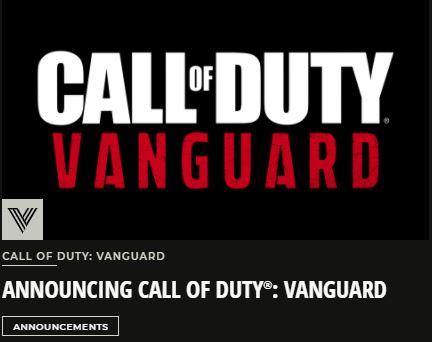 CALL OF DUTY®
VANGUARD
CALL OF DUTY: VANGUARD
ANNOUNCING CALL OF DUTY®: VANGUARD
ANNOUNCEMENTS